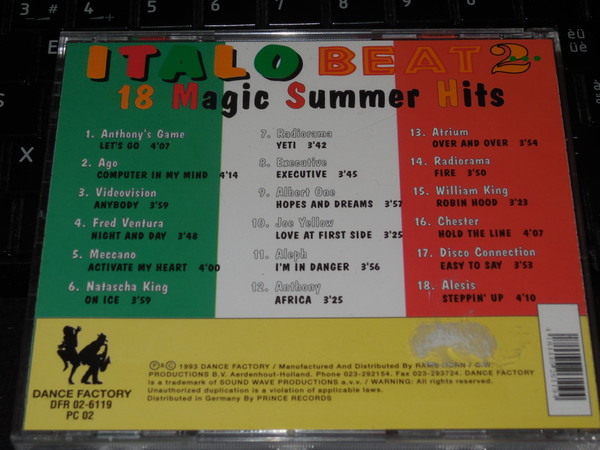 ITALO BEAT 2
18 Magic Summer Hits
1. Anthony's Game
LET'S GO 4'07
2. Ago
COMPUTER IN MY MIND 4'14
3. Videovision
ANYBODY 3'59
4. Fred Ventura
NIGHT AND DAY 3'48
5. Meccano
ACTIVATE MY HEART 4'00
6. Natascha King
ON ICE 3'59
7. Radiorama
YETI 3'42
8. Executive
EXECUTIVE 3'45
9. Albert One
HOPES AND DREAMS 3'57
10. Joe Yellow
LOVE AT FIRST SIDE 3'25
11. Aleph
I'M IN DANGER 3'56
12. Anthony
AFRICA 3'25
13. Atrium
OVER AND OVER 3'54
14. Radiorama
FIRE 3'50
15. William King
ROBIN HOOD 3'23
16. Chester
HOLD THE LINE 4'07
17. Disco Connection
EASY TO SAY 3'53
18. Alesis
STEPPIN' UP 4'10
DANCE FACTORY
DFR 02-6119
PC 02
℗&© 1993 DANCE FACTORY / Manufactured And Distributed By
PRODUCTIONS B.V. Aerdenhout-Holland. Phone 023-292154. Fax 023-293724. DANCE FACTORY
is a trademark of SOUND WAVE PRODUCTIONS a.v.v. / WARNING: All rights reserved.
Unauthorized duplication is a violation of applicable laws.
Distributed in Germany By PRINCE RECORDS